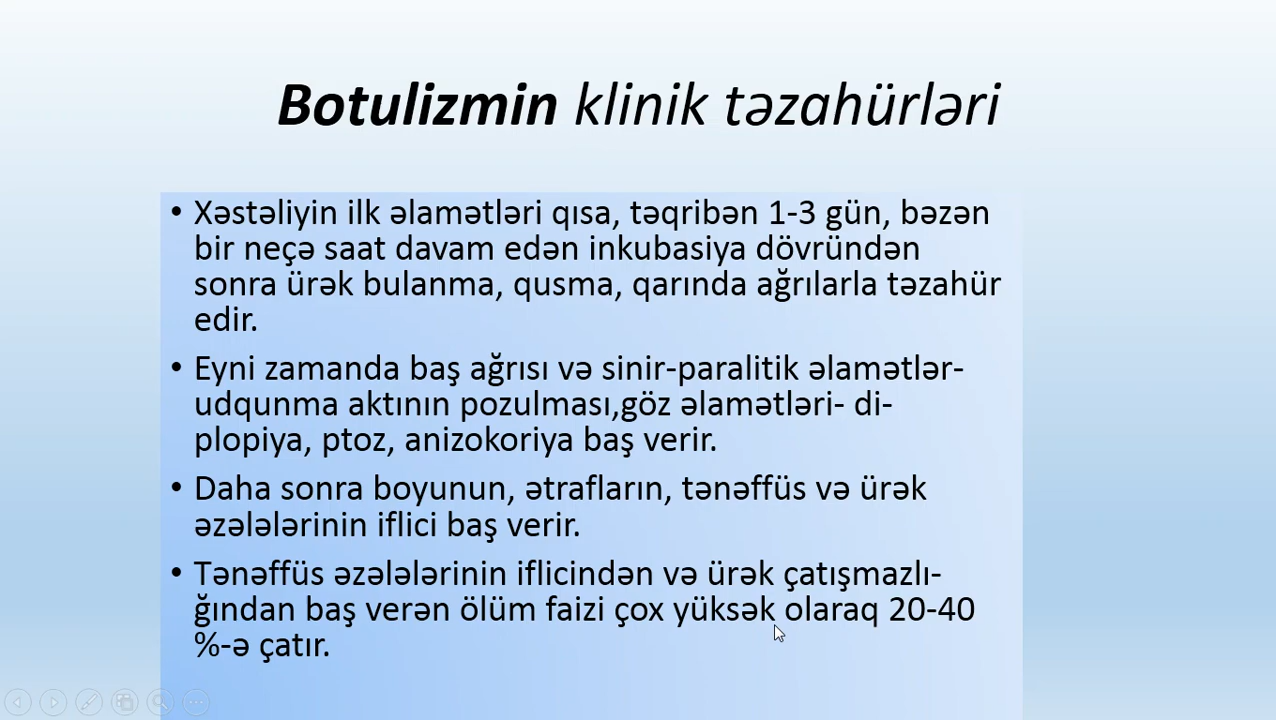 Botulizmin klinik təzahürləri
• Xəstəliyin ilk əlamətləri qısa, təqribən 1-3 gün, bəzən
bir neçə saat davam edən inkubasiya dövründən
sonra ürək bulanma, qusma, qarında ağrılarla təzahür
edir.
• Eyni zamanda baş ağrısı və sinir-paralitik əlamətlər-
udqunma aktının pozulması,göz əlamətləri- di-
plopiya, ptoz, anizokoriya baş verir.
• Daha sonra boyunun, ətrafların, tənəffüs və ürək
əzələlərinin iflici baş verir.
• Tənəffüs əzələlərinin iflicindən və ürək çatışmazlı-
ğından baş verən ölüm faizi çox yüksək olaraq 20-40
%-ə çatır.